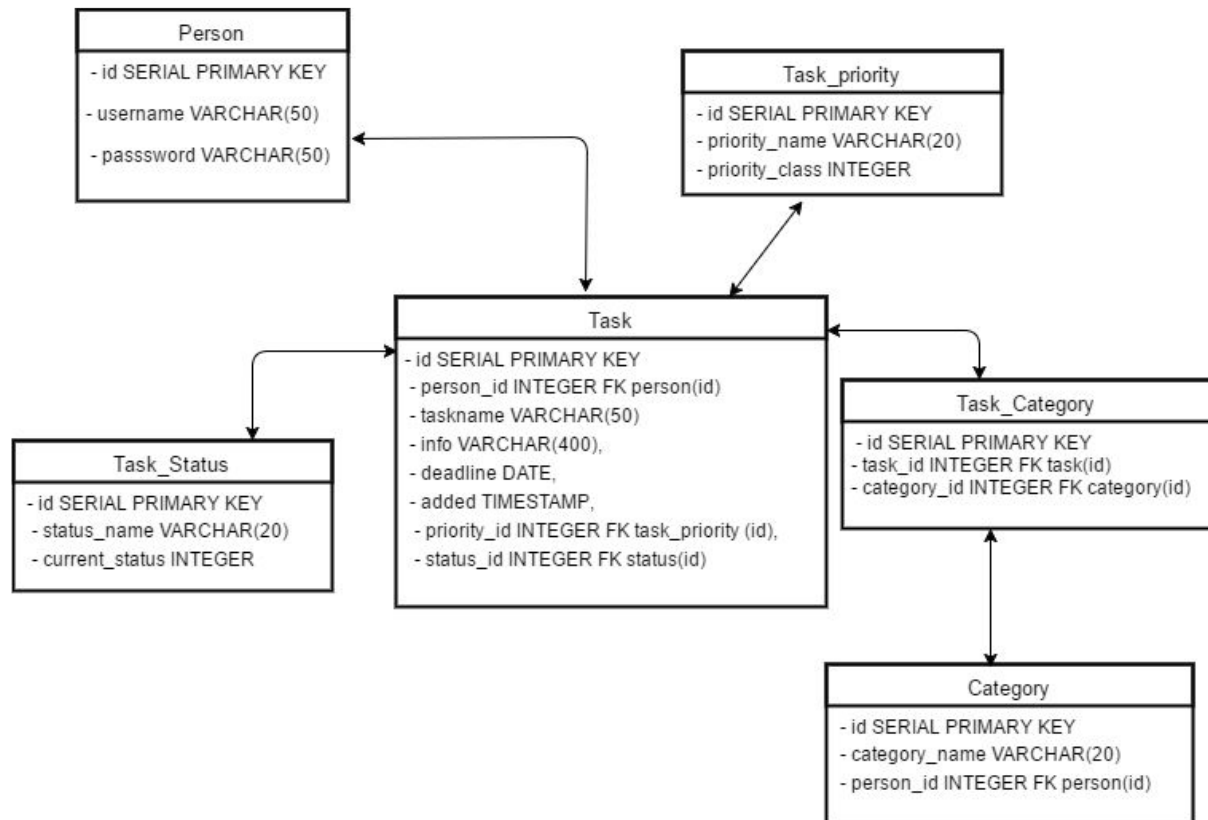 Person
- id SERIAL PRIMARY KEY
- username VARCHAR(50)
- passsword VARCHAR(50)
Task_priority
- id SERIAL PRIMARY KEY
- priority_name VARCHAR(20)
- priority_class INTEGER
Task
- id SERIAL PRIMARY KEY
- person_id INTEGER FK person(id)
- taskname VARCHAR(50)
- info VARCHAR(400),
- deadline DATE,
- added TIMESTAMP,
- priority_id INTEGER FK task_priority (id),
- status_id INTEGER FK status(id)
Task_Status
- id SERIAL PRIMARY KEY
- status_name VARCHAR(20)
- current_status INTEGER
Task_Category
- id SERIAL PRIMARY KEY
- task_id INTEGER FK task(id)
- category_id INTEGER FK category(id)
Category
- id SERIAL PRIMARY KEY
- category_name VARCHAR(20)
- person_id INTEGER FK person(id)